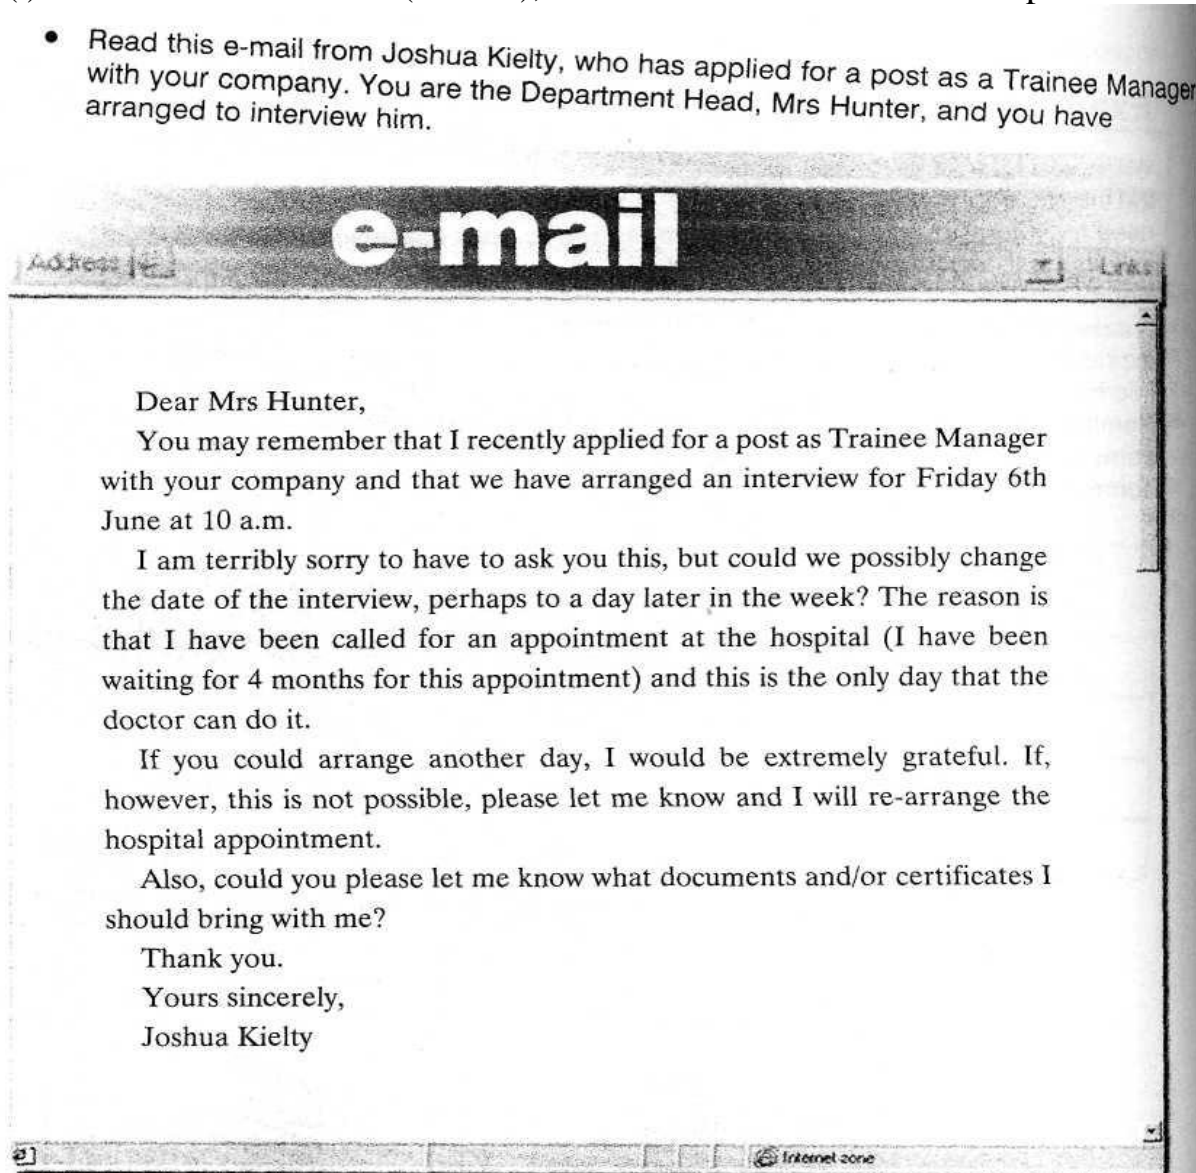 • Read this e-mail from Joshua Kielty, who has applied for a post as a Trainee Manager
with your company. You are the Department Head, Mrs Hunter, and you have
arranged to interview him.
e-mail
Address
Links
Dear Mrs Hunter,
You may remember that I recently applied for a post as Trainee Manager
with your company and that we have arranged an interview for Friday 6th
June at 10 a.m.
I am terribly sorry to have to ask you this, but could we possibly change
the date of the interview, perhaps to a day later in the week? The reason is
that I have been called for an appointment at the hospital (I have been
waiting for 4 months for this appointment) and this is the only day that the
doctor can do it.
If you could arrange another day, I would be extremely grateful. If,
however, this is not possible, please let me know and I will re-arrange the
hospital appointment.
Also, could you please let me know what documents and/or certificates I
should bring with me?
Thank you.
Yours sincerely,
Joshua Kielty
Internet zone